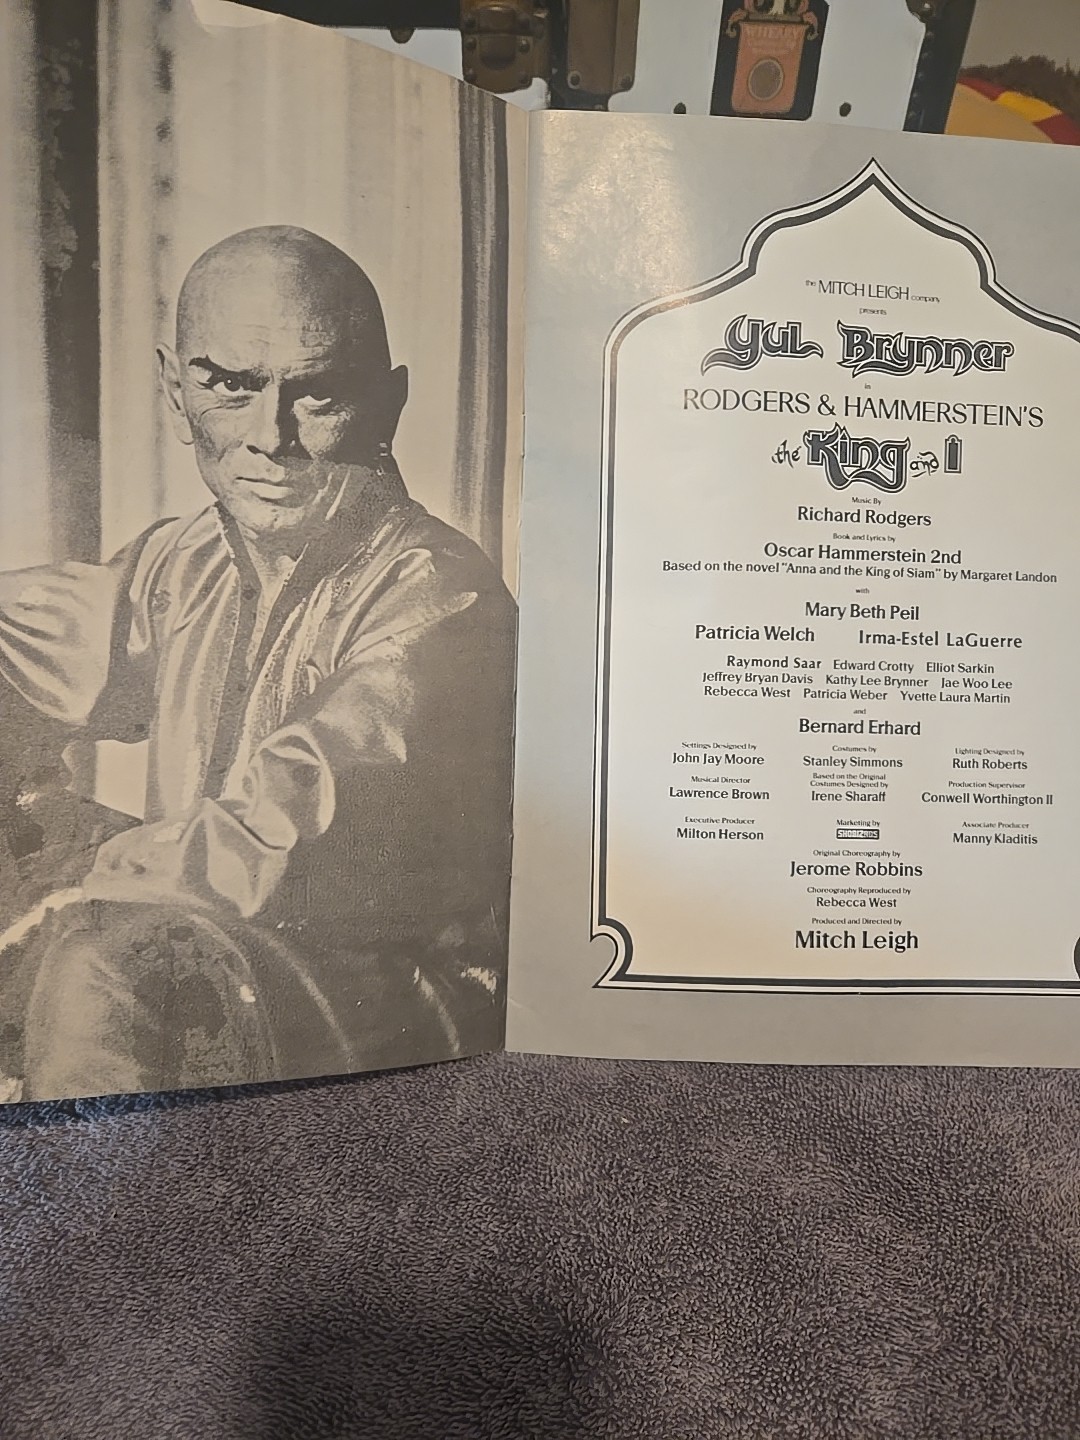 WHEARY
the MITCH LEIGH company
presents
Yul Brynner
in
RODGERS & HAMMERSTEIN'S
the King and I
Music By
Richard Rodgers
Book and Lyrics by
Oscar Hammerstein 2nd
Based on the novel "Anna and the King of Siam" by Margaret Landon
with
Mary Beth Peil
Patricia Welch Irma-Estel LaGuerre
Raymond Saar Edward Crotty Elliot Sarkin
Jeffrey Bryan Davis Kathy Lee Brynner Jae Woo Lee
Rebecca West Patricia Weber Yvette Laura Martin
and
Bernard Erhard
Settings Designed by
John Jay Moore
Costumes by
Stanley Simmons
Based on the Original
Costumes Designed by
Irene Sharaff
Lighting Designed by
Ruth Roberts
Musical Director
Lawrence Brown
Production Supervisor
Conwell Worthington II
Executive Producer
Milton Herson
Marketing by
Associate Producer
Manny Kladitis
Original Choreography by
Jerome Robbins
Choreography Reproduced by
Rebecca West
Produced and Directed by
Mitch Leigh